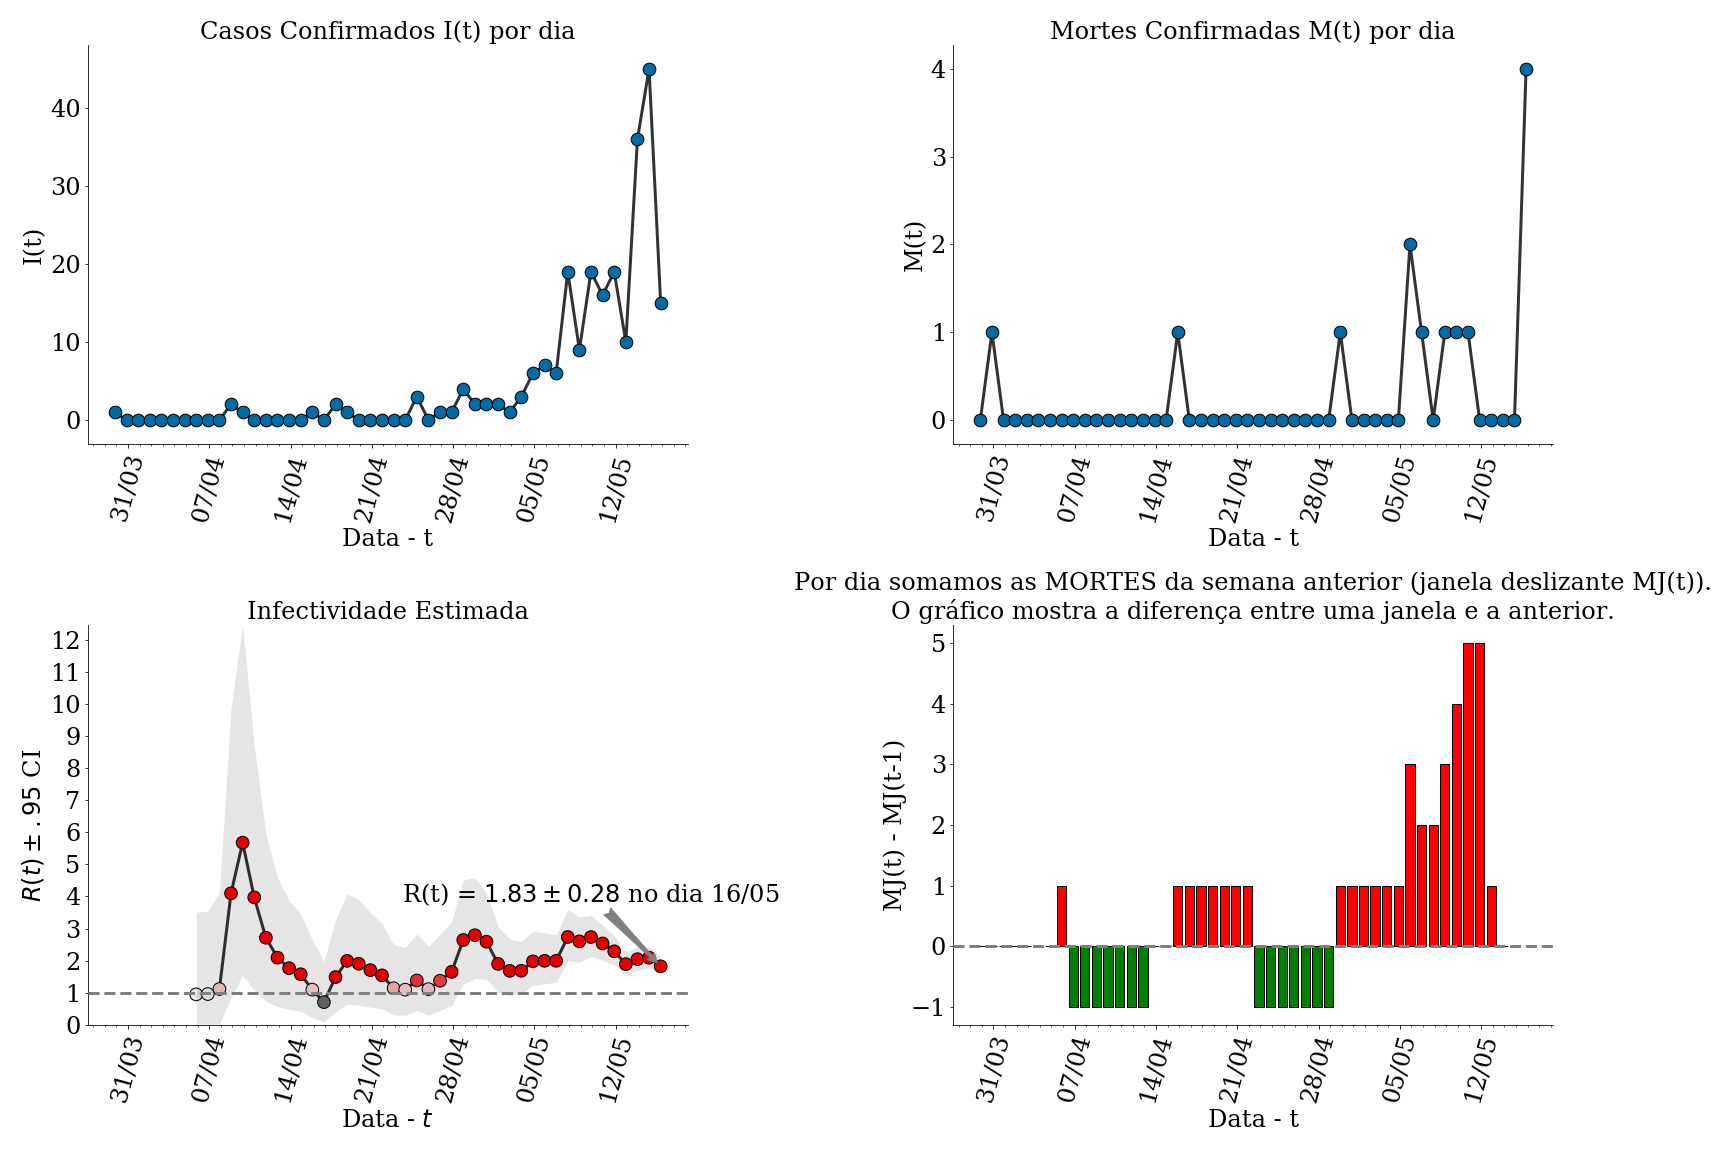 Casos Confirmados I(t) por dia
I(t)
40
30
20
10
0
31/03 07/04 14/04 21/04 28/04 05/05 12/05
Data - t
Mortes Confirmadas M(t) por dia
M(t)
4
3
2
1
0
31/03 07/04 14/04 21/04 28/04 05/05 12/05
Data - t
Infectividade Estimada
R(t) ± .95 CI
12
11
10
9
8
7
6
5
4
3
2
1
0
R(t) = 1.83 ± 0.28 no dia 16/05
31/03 07/04 14/04 21/04 28/04 05/05 12/05
Data - t
Por dia somamos as MORTES da semana anterior (janela deslizante MJ(t)).
O gráfico mostra a diferença entre uma janela e a anterior.
MJ(t) - MJ(t-1)
5
4
3
2
1
0
−1
31/03 07/04 14/04 21/04 28/04 05/05 12/05
Data - t